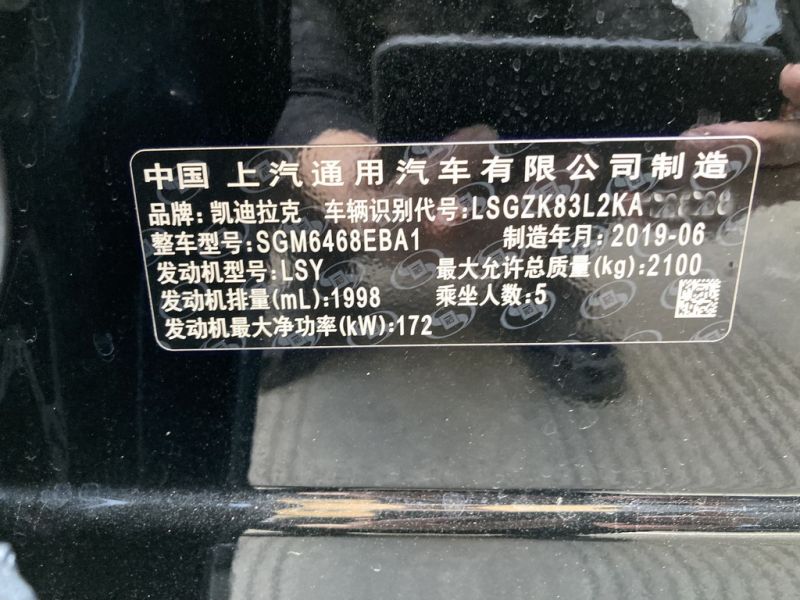 中国 上汽通用汽车有限公司制造
品牌:凯迪拉克 车辆识别代号:LSGZK83L2KA
整车型号:SGM6468EBA1 制造年月:2019-06
发动机型号:LSY 最大允许总质量(kg):2100
发动机排量(mL):1998 乘坐人数:5
发动机最大净功率(kW):172